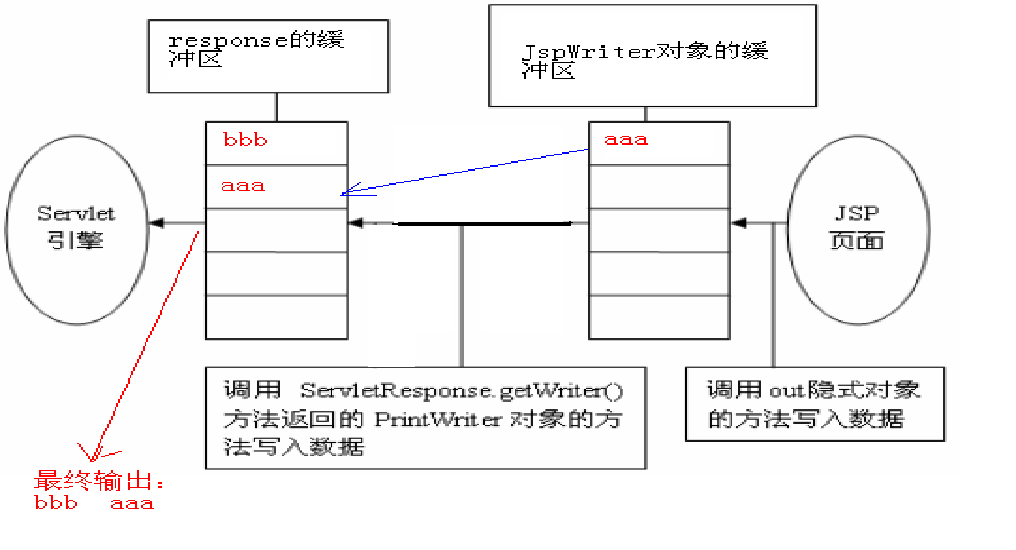 response的缓
冲区
JspWriter对象的缓
冲区
bbb
aaa
aaa
Servlet
引擎
JSP
页面
调用 ServletResponse.getWriter()
方法返回的 PrintWriter 对象的方
法写入数据
调用 out隐式对象
的方法写入数据
最终输出:
bbb aaa